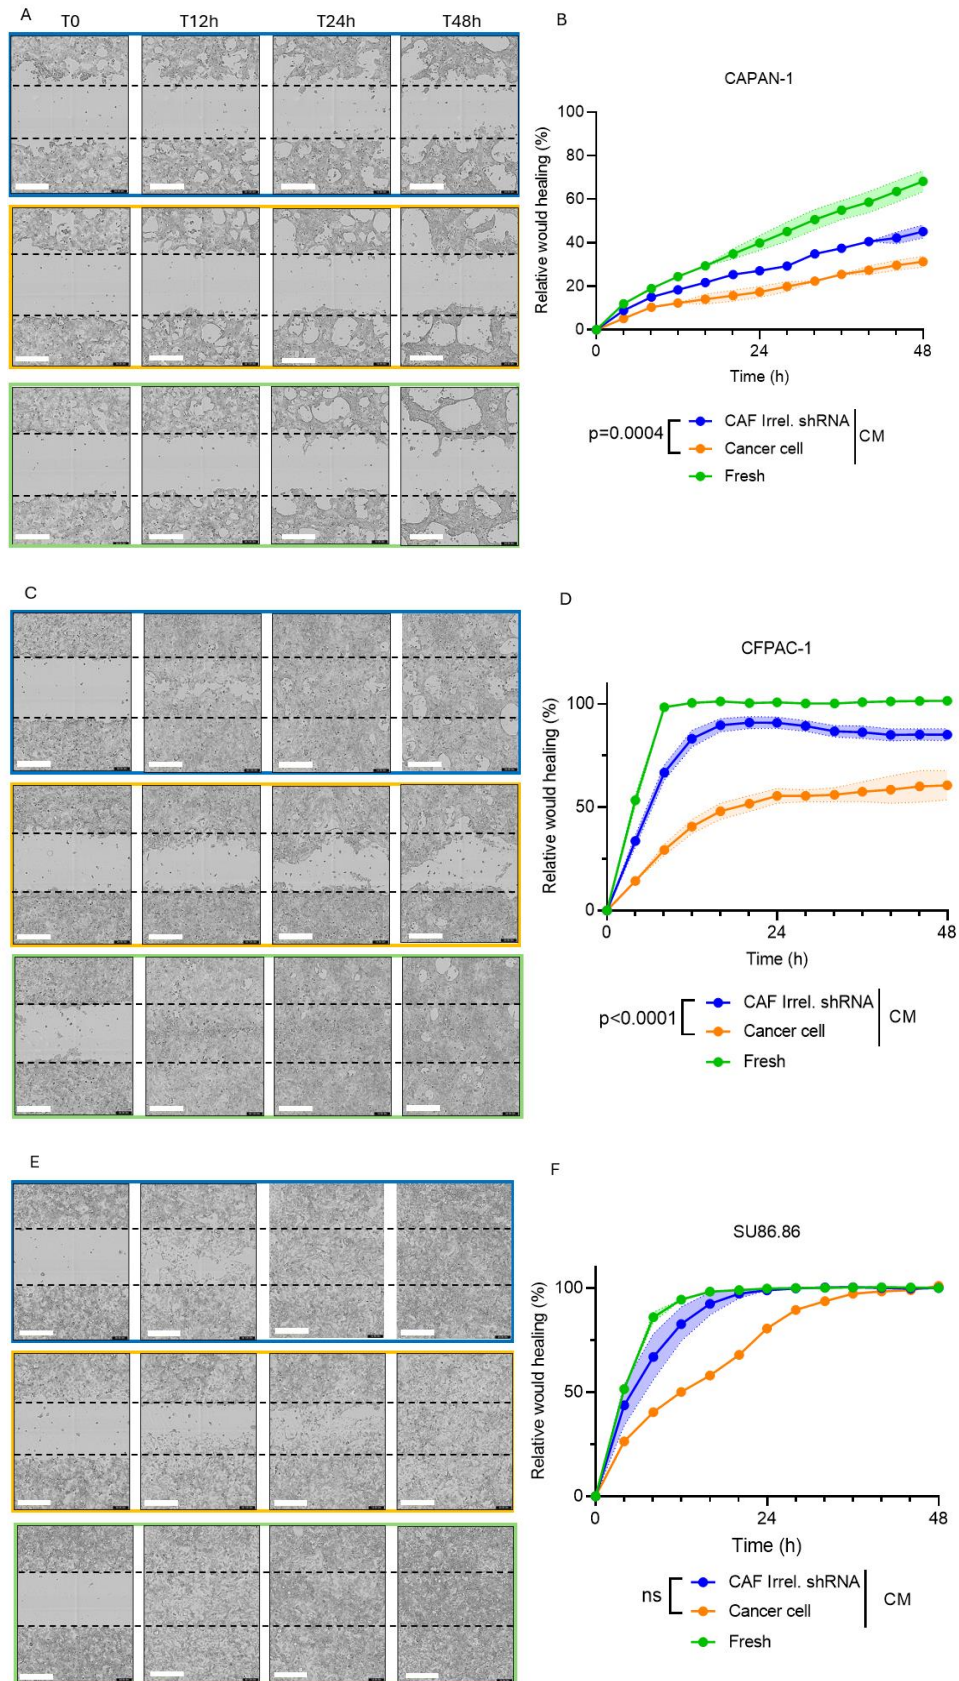 A
T0 T12h T24h T48h
B
CAPAN-1
Relative would healing (%)
100
80
60
40
20
0
0 24 48
Time (h)
p=0.0004
CAF Irrel. shRNA
Cancer cell
CM
Fresh
C
D
CFPAC-1
Relative would healing (%)
100
50
0
0 24 48
Time (h)
p<0.0001
CAF Irrel. shRNA
Cancer cell
CM
Fresh
E
F
SU86.86
Relative would healing (%)
100
50
0
0 24 48
Time (h)
ns
CAF Irrel. shRNA
Cancer cell
CM
Fresh